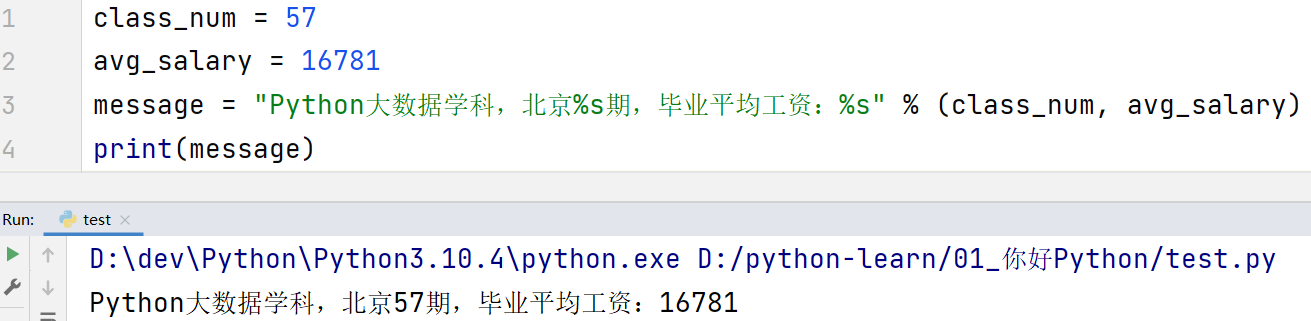 1 class_num = 57
2 avg_salary = 16781
3 message = "Python大数据学科，北京%s期，毕业平均工资：%s" % (class_num, avg_salary)
4 print(message)
Run: test
D:\dev\Python\Python3.10.4\python.exe D:/python-learn/01_你好Python/test.py
Python大数据学科，北京57期，毕业平均工资：16781